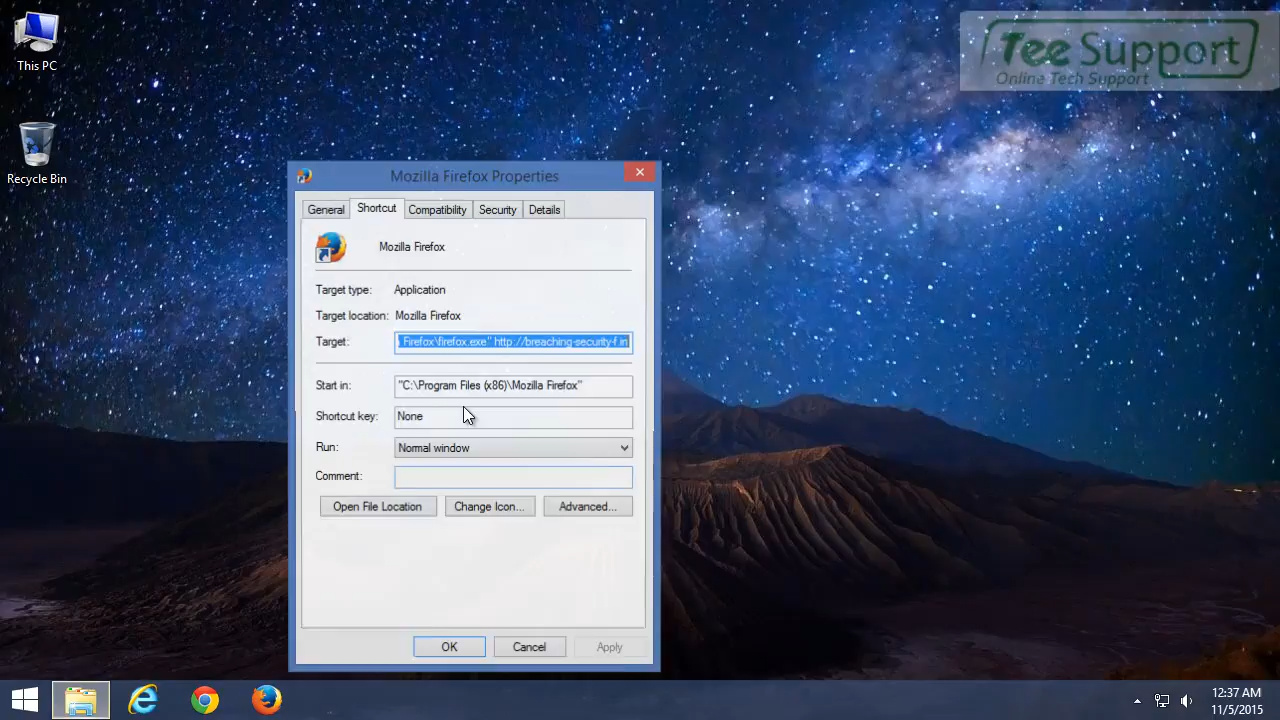 This PC
Tee Support
Online Tech Support
Recycle Bin
Mozilla Firefox Properties
General Shortcut Compatibility Security Details
Mozilla Firefox
Target type: Application
Target location: Mozilla Firefox
Target: Firefox\firefox.exe" http://breaching-security-f.in
Start in: "C:\Program Files (x86)\Mozilla Firefox"
Shortcut key: None
Run: Normal window
Comment:
Open File Location Change Icon... Advanced...
OK Cancel Apply
12:37 AM
11/5/2015